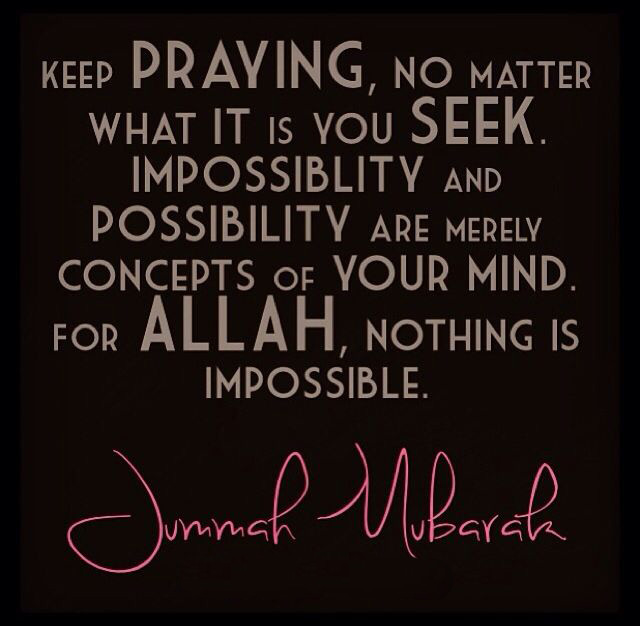 KEEP PRAYING, NO MATTER
WHAT IT IS YOU SEEK.
IMPOSSIBLITY AND
POSSIBILITY ARE MERELY
CONCEPTS OF YOUR MIND.
FOR ALLAH, NOTHING IS
IMPOSSIBLE.
Jummah Mubarak